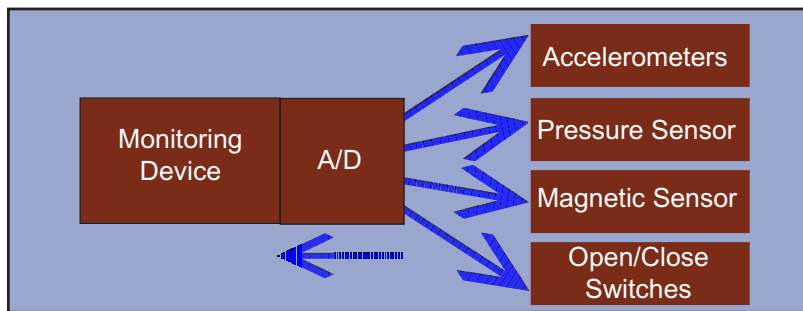 Monitoring
Device
A/D
Accelerometers
Pressure Sensor
Magnetic Sensor
Open/Close
Switches